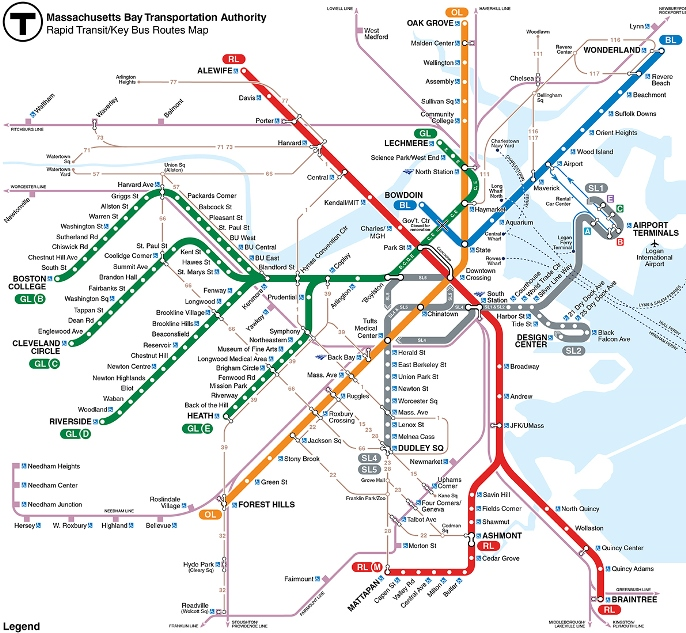 T
Massachusetts Bay Transportation Authority
Rapid Transit/Key Bus Routes Map
LOWELL LINE
HAVERHILL LINE
NEWBURYPORT/
ROCKPORT LINE
West
Medford
OL
OAK GROVE
Malden Center
Wellington
Assembly
Sullivan Sq
Community
College
Woodlawn
Revere
Center
116
117
Chelsea
Bellingham
Sq
Lynn
WONDERLAND
BL
Revere
Beach
Beachmont
Suffolk Downs
Orient Heights
Wood Island
Airport
Maverick
RL
ALEWIFE
Arlington
Heights
77
Davis
Porter
Harvard
Central
Kendall/MIT
Charles/
MGH
Park St
Waltham
Waverley
Belmont
FITCHBURG LINE
73
71
Watertown
Sq
Watertown
Yard
57
Union Sq
(Allston)
66
1
WORCESTER LINE
Newtonville
GL
LECHMERE
Science Park/West End
North Station
BOWDOIN
BL
Gov't. Ctr
Haymarket
State
Aquarium
Downtown
Crossing
111
Charlestown
Navy Yard
Long
Wharf
North
Central
Wharf
Rowes
Wharf
Logan
Ferry
Terminal
Rental
Car Center
SL1
E
C
A
B
AIRPORT
TERMINALS
Logan
International
Airport
Harvard Ave
Griggs St
Allston St
Warren St
Washington St
Sutherland Rd
Chiswick Rd
Chestnut Hill Ave
South St
BOSTON
COLLEGE
GL B
Packards Corner
Babcock St
Pleasant St
St. Paul St
BU West
BU Central
BU East
Blandford St
St. Paul St
Coolidge Corner
Summit Ave
Brandon Hall
Fairbanks St
Washington Sq
Tappan St
Dean Rd
Englewood Ave
CLEVELAND
CIRCLE
GL C
Kent St
Hawes St
St. Marys St
Fenway
Longwood
Brookline Village
Brookline Hills
Beaconsfield
Reservoir
Chestnut Hill
Newton Centre
Newton Highlands
Eliot
Waban
Woodland
RIVERSIDE
GL D
Kenmore
Yawkey
Hynes Convention Ctr
Copley
Arlington
Boylston
Prudential
Symphony
Northeastern
Museum of Fine Arts
Longwood Medical Area
Brigham Circle
Fenwood Rd
Mission Park
Riverway
Back of the Hill
HEATH
GL E
39
Back Bay
Mass. Ave
Ruggles
Roxbury
Crossing
Jackson Sq
Stony Brook
Green St
FOREST HILLS
OL
Tufts
Medical
Center
Chinatown
SL5
SL4
South
Station
Herald St
East Berkeley St
Union Park St
Newton St
Worcester Sq
Mass. Ave
Lenox St
Melnea Cass
DUDLEY SQ
SL4
SL5
Courthouse
World Trade Ctr
Silver Line Way
Harbor St
Tide St
21 Dry Dock Ave
25 Dry Dock Ave
Black
Falcon Ave
DESIGN
CENTER
SL2
Broadway
Andrew
JFK/UMass
Newmarket
Uphams
Corner
Kane Sq
Four Corners/
Geneva
Grove Hall
Franklin Park/Zoo
Codman
Sq
Talbot Ave
Morton St
Savin Hill
Fields Corner
Shawmut
ASHMONT
RL
Cedar Grove
Butler
Milton
Central Ave
Valley Rd
Capen St
MATTAPAN
RL M
North Quincy
Wollaston
Quincy Center
Quincy Adams
BRAINTREE
RL
GREENBUSH LINE
MIDDLEBOROUGH/
LAKEVILLE LINE
KINGSTON/
PLYMOUTH LINE
Needham Heights
Needham Center
Needham Junction
Hersey
W. Roxbury
Highland
Bellevue
NEEDHAM LINE
Roslindale
Village
32
Hyde Park
(Cleary Sq)
Fairmount
FAIRMOUNT LINE
Readville
(Wolcott Sq)
FRANKLIN LINE
STOUGHTON/
PROVIDENCE LINE
Legend